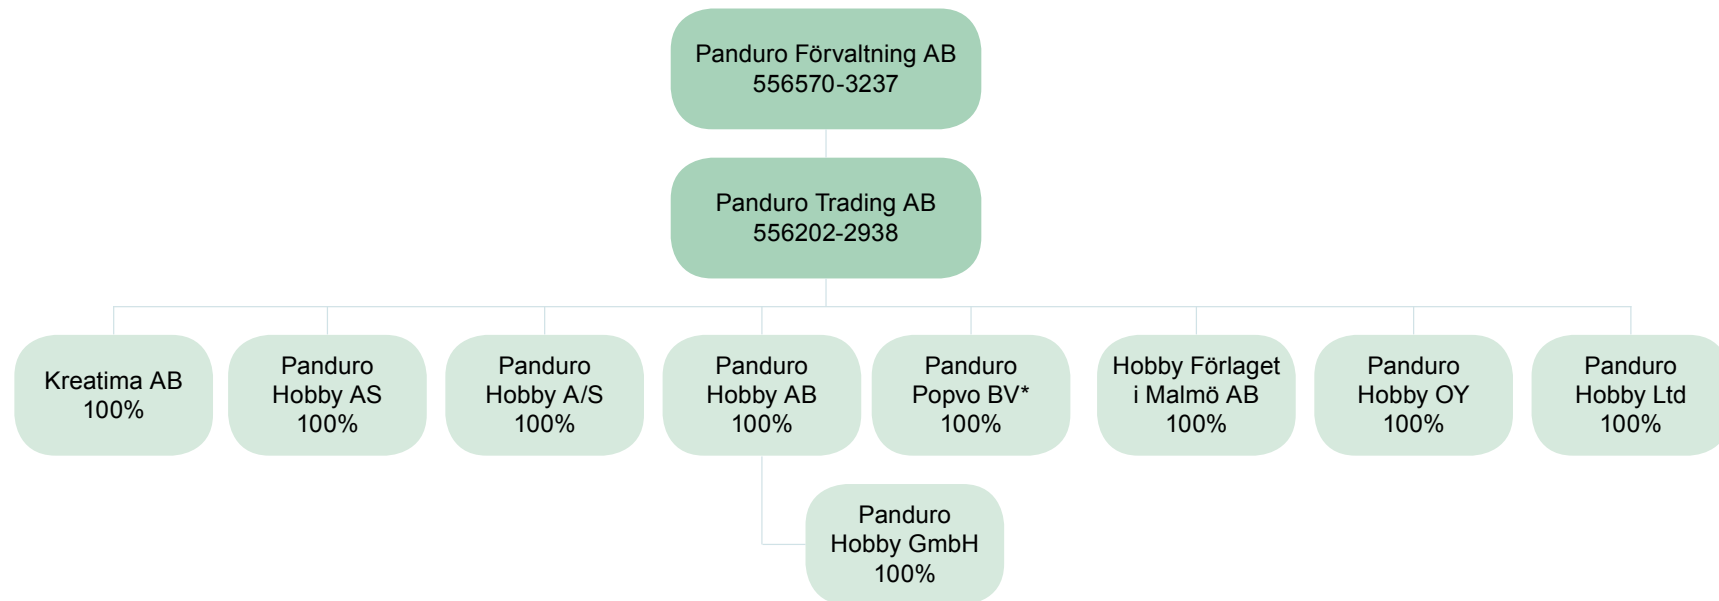 Panduro Förvaltning AB
556570-3237
Panduro Trading AB
556202-2938
Kreatima AB
100%
Panduro
Hobby AS
100%
Panduro
Hobby A/S
100%
Panduro
Hobby AB
100%
Panduro
Popvo BV*
100%
Hobby Förlaget
i Malmö AB
100%
Panduro
Hobby OY
100%
Panduro
Hobby Ltd
100%
Panduro
Hobby GmbH
100%